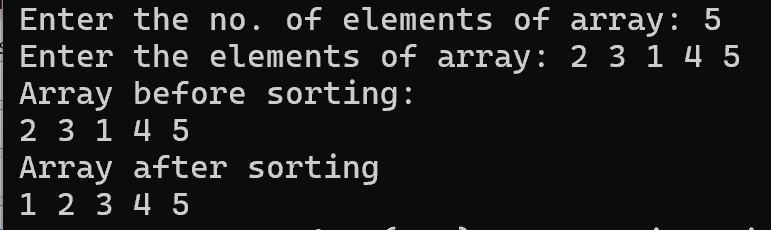 Enter the no. of elements of array: 5
Enter the elements of array: 2 3 1 4 5
Array before sorting:
2 3 1 4 5
Array after sorting
1 2 3 4 5